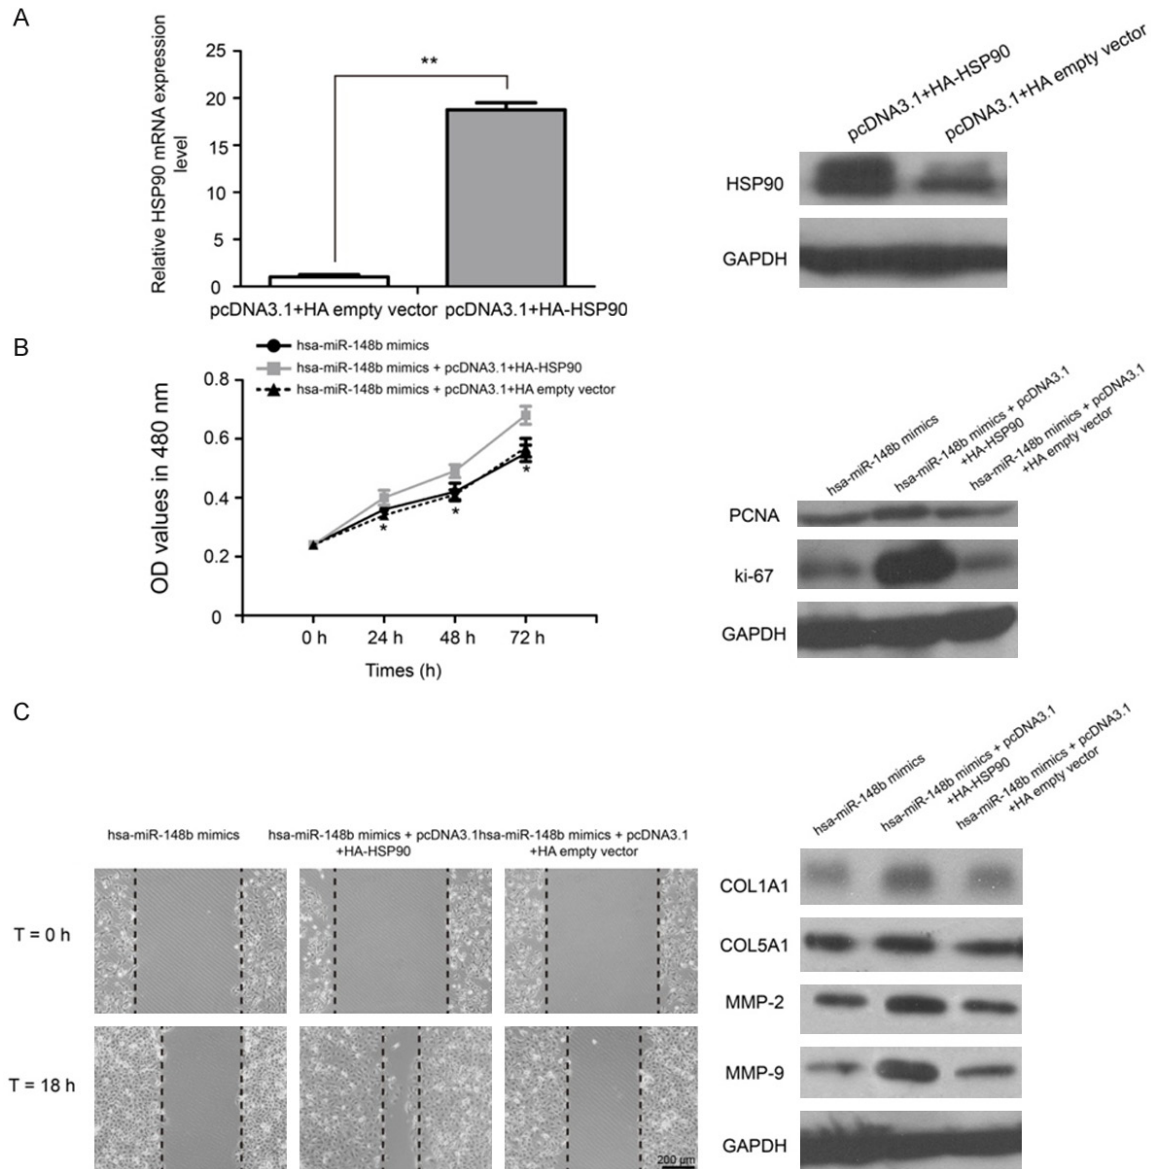 A
25
20
15
10
5
0
Relative HSP90 mRNA expression
level
**
pcDNA3.1+HA empty vector
pcDNA3.1+HA-HSP90
pcDNA3.1+HA-HSP90
pcDNA3.1+HA empty vector
HSP90
GAPDH
B
hsa-miR-148b mimics
hsa-miR-148b mimics + pcDNA3.1+HA-HSP90
hsa-miR-148b mimics + pcDNA3.1+HA empty vector
0.8
0.6
0.4
0.2
0
OD values in 480 nm
*
*
*
0 h
24 h
48 h
72 h
Times (h)
hsa-miR-148b mimics
hsa-miR-148b mimics + pcDNA3.1
+HA-HSP90
hsa-miR-148b mimics + pcDNA3.1
+HA empty vector
PCNA
ki-67
GAPDH
C
hsa-miR-148b mimics
hsa-miR-148b mimics + pcDNA3.1
+HA-HSP90
hsa-miR-148b mimics + pcDNA3.1
+HA empty vector
T = 0 h
T = 18 h
200 μm
hsa-miR-148b mimics
hsa-miR-148b mimics + pcDNA3.1
+HA-HSP90
hsa-miR-148b mimics + pcDNA3.1
+HA empty vector
COL1A1
COL5A1
MMP-2
MMP-9
GAPDH